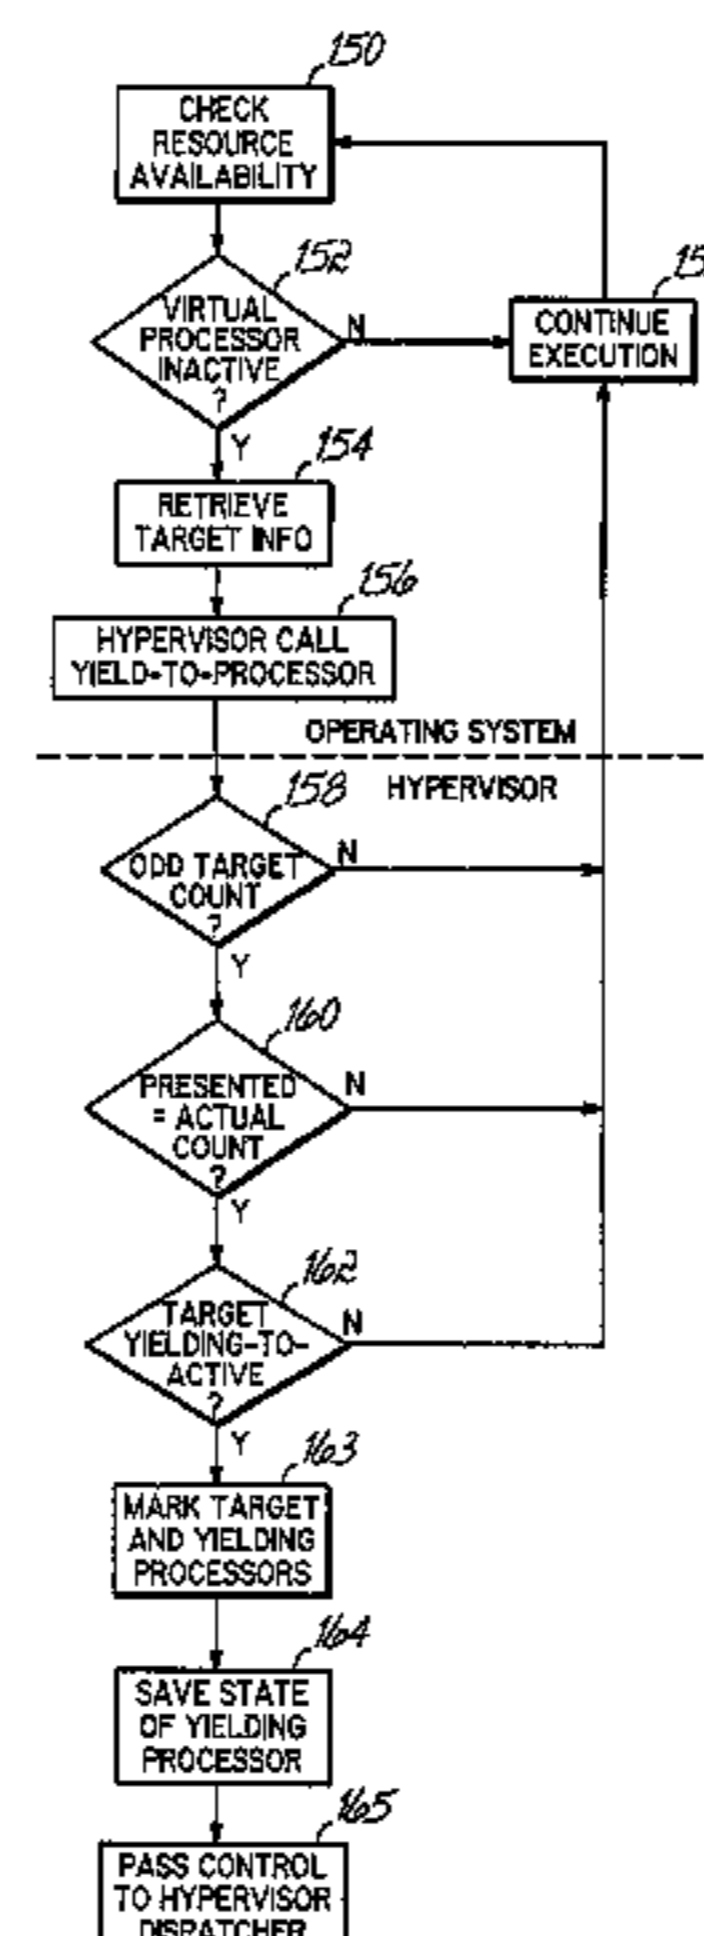 150
CHECK
RESOURCE
AVAILABILITY
152
VIRTUAL
PROCESSOR
INACTIVE
?
N
CONTINUE
EXECUTION
Y
154
RETRIEVE
TARGET INFO
156
HYPERVISOR CALL
YIELD-TO-PROCESSOR
OPERATING SYSTEM
HYPERVISOR
158
ODD TARGET
COUNT
?
N
Y
160
PRESENTED
= ACTUAL
COUNT
?
N
Y
162
TARGET
YIELDING-TO-
ACTIVE
?
N
Y
163
MARK TARGET
AND YIELDING
PROCESSORS
164
SAVE STATE
OF YIELDING
PROCESSOR
165
PASS CONTROL
TO HYPERVISOR
DISPATCHER